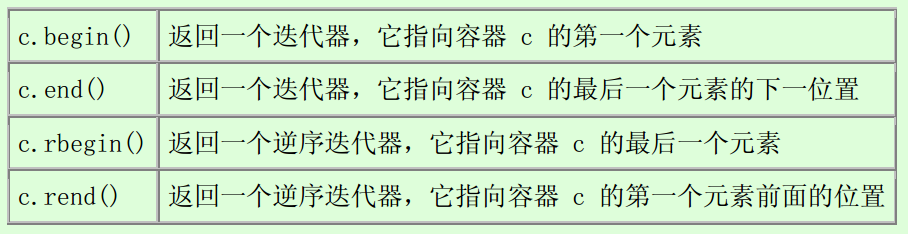 c.begin() 返回一个迭代器，它指向容器 c 的第一个元素
c.end() 返回一个迭代器，它指向容器 c 的最后一个元素的下一位置
c.rbegin() 返回一个逆序迭代器，它指向容器 c 的最后一个元素
c.rend() 返回一个逆序迭代器，它指向容器 c 的第一个元素前面的位置